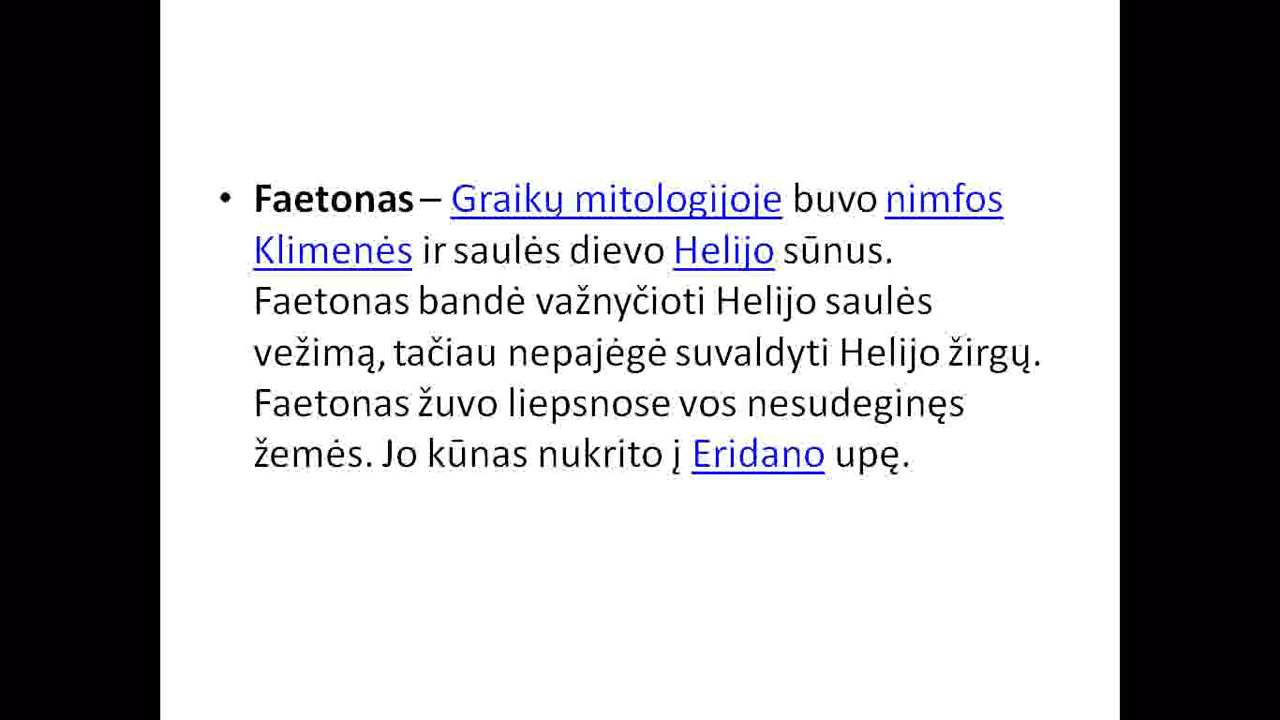 • Faetonas – Graikų mitologijoje buvo nimfos
Klimenės ir saulės dievo Helijo sūnus.
Faetonas bandė važnyčioti Helijo saulės
vežimą, tačiau nepajėgė suvaldyti Helijo žirgų.
Faetonas žuvo liepsnose vos nesudeginęs
žemės. Jo kūnas nukrito į Eridano upę.